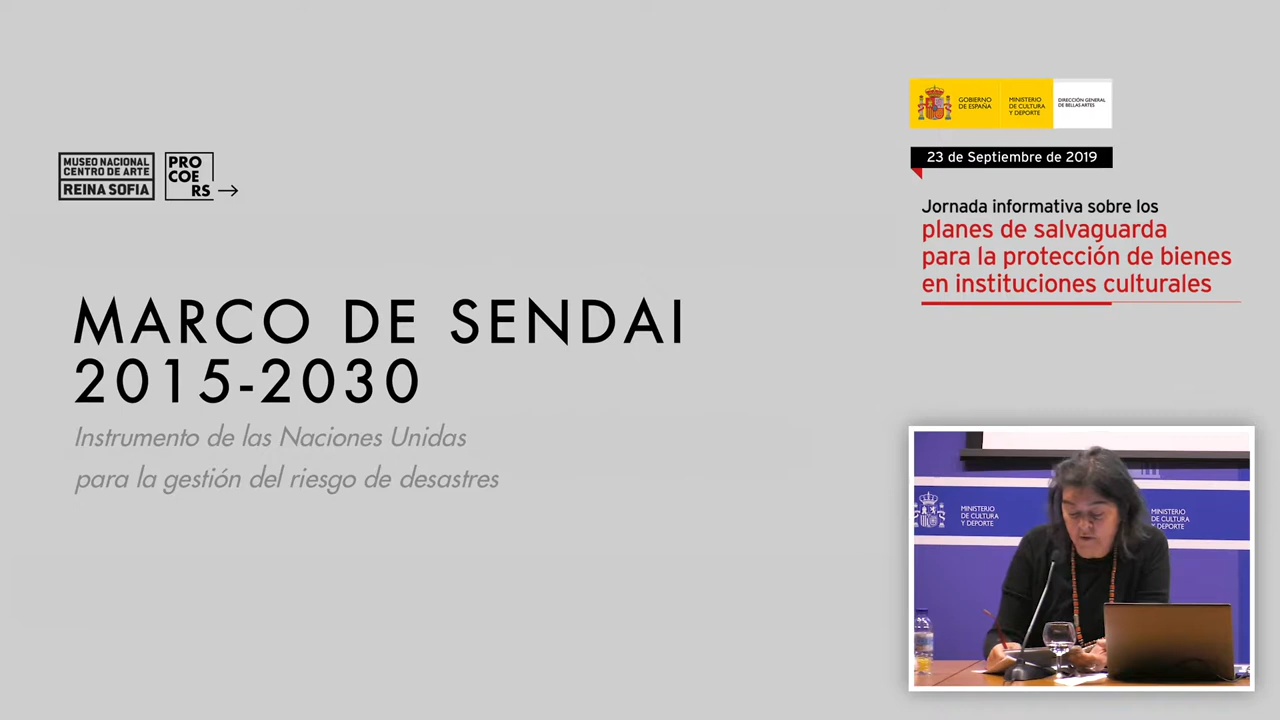 MUSEO NACIONAL
CENTRO DE ARTE
REINA SOFIA
PRO
COE
RS
MARCO DE SENDAI
2015-2030
Instrumento de las Naciones Unidas
para la gestión del riesgo de desastres
GOBIERNO
DE ESPAÑA
MINISTERIO
DE CULTURA
Y DEPORTE
DIRECCIÓN GENERAL
DE BELLAS ARTES
23 de Septiembre de 2019
Jornada informativa sobre los
planes de salvaguarda
para la protección de bienes
en instituciones culturales
MINISTERIO
DE CULTURA
Y DEPORTE
MINISTERIO
DE CULTURA
Y DEPORTE